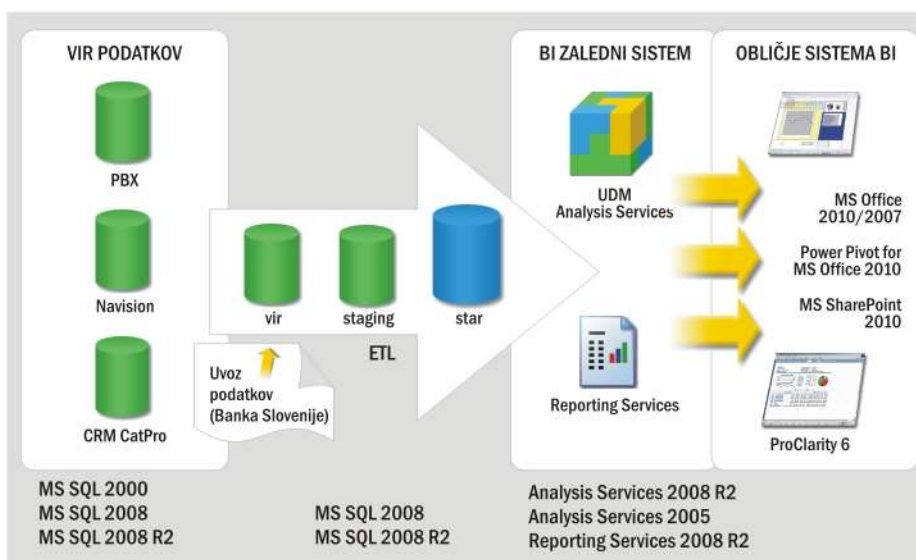 VIR PODATKOV
PBX
Navision
CRM CatPro
vir
staging
star
ETL
Uvoz
podatkov
(Banka Slovenije)
BI ZALEDNI SISTEM
UDM
Analysis Services
Reporting Services
OBLIČJE SISTEMA BI
MS Office
2010/2007
Power Pivot for
MS Office 2010
MS SharePoint
2010
ProClarity 6
MS SQL 2000
MS SQL 2008
MS SQL 2008 R2
MS SQL 2008
MS SQL 2008 R2
Analysis Services 2008 R2
Analysis Services 2005
Reporting Services 2008 R2